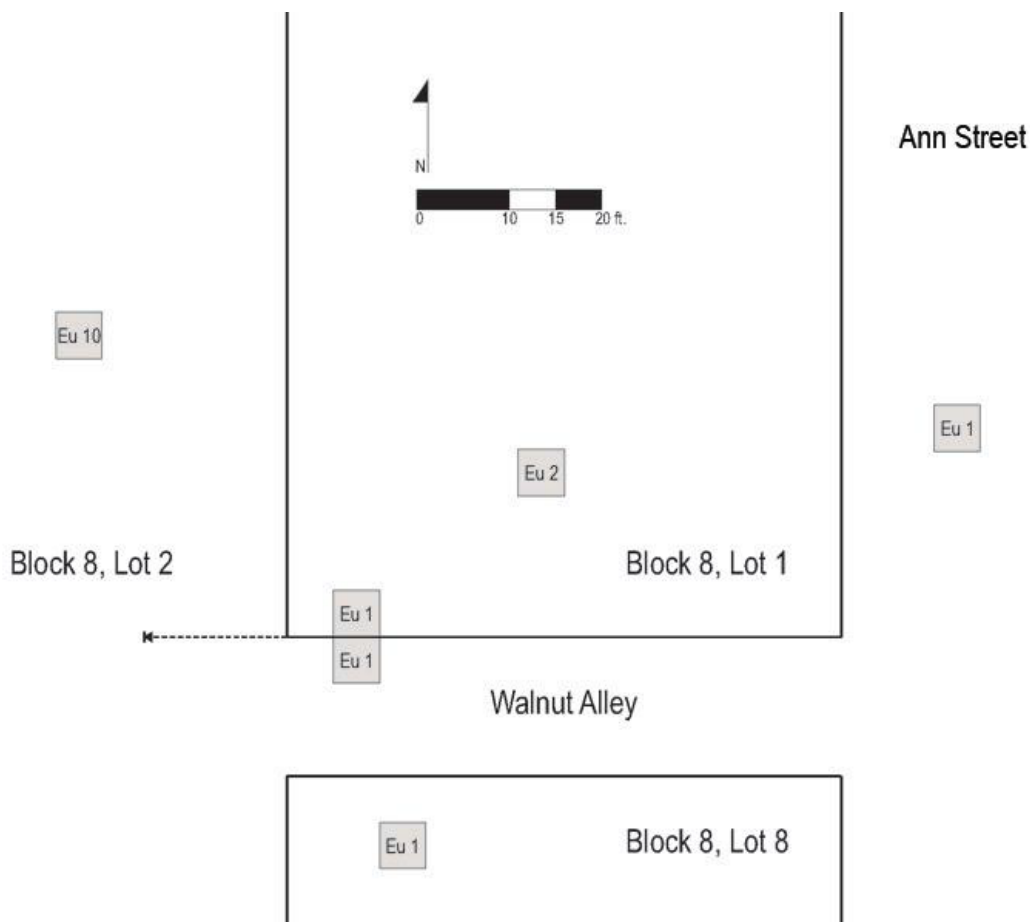 Ann Street
N
0 10 15 20 ft.
Eu 10
Eu 1
Eu 2
Block 8, Lot 2
Block 8, Lot 1
Eu 1
Eu 1
Walnut Alley
Eu 1
Block 8, Lot 8